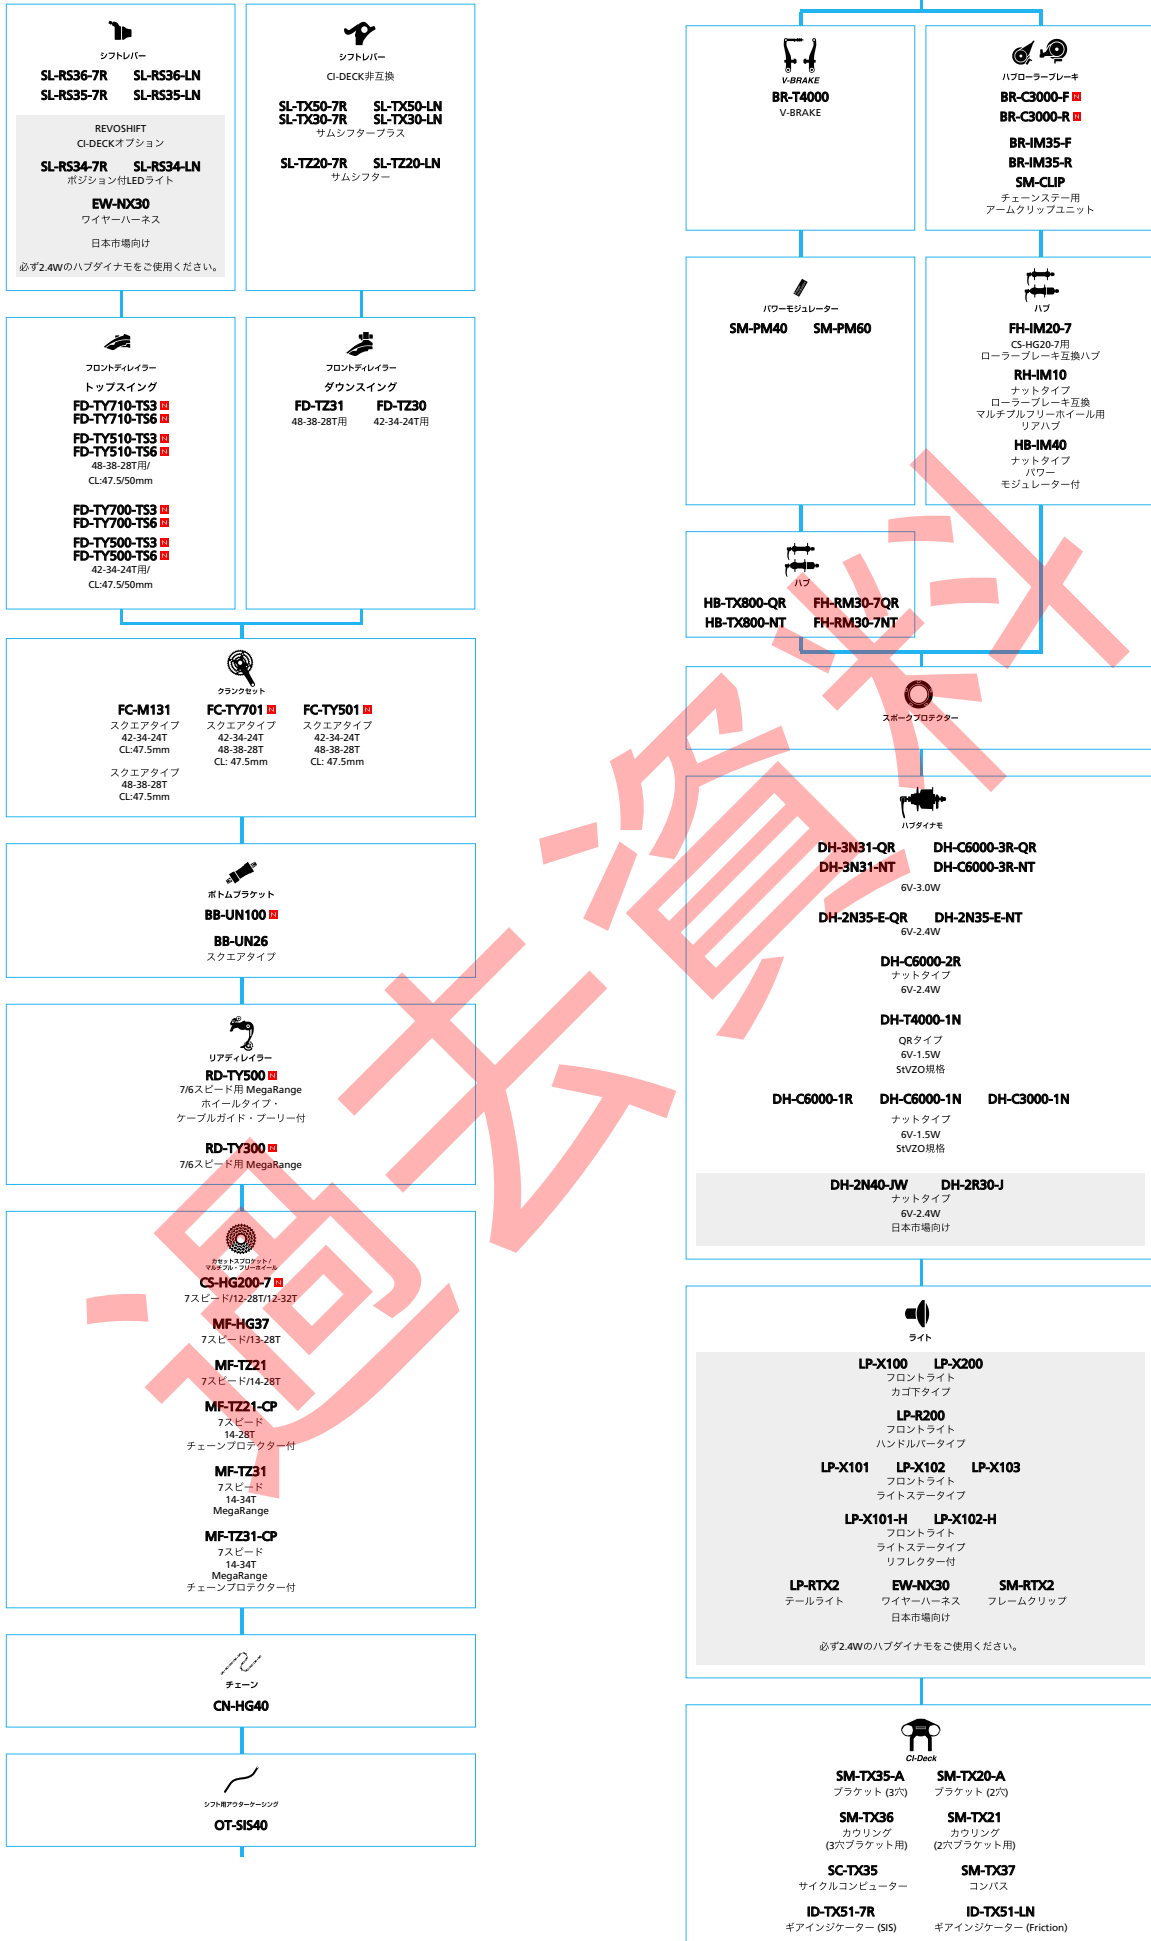 シフトレバー
SL-RS36-7R SL-RS36-LN
SL-RS35-7R SL-RS35-LN
REVOSHIFT
CI-DECKオプション
SL-RS34-7R SL-RS34-LN
ポジション付LEDライト
EW-NX30
ワイヤーハーネス
日本市場向け
必ず2.4Wのハブダイナモをご使用ください。
シフトレバー
CI-DECK非互換
SL-TX50-7R SL-TX50-LN
SL-TX30-7R SL-TX30-LN
サムシフタープラス
SL-TZ20-7R SL-TZ20-LN
サムシフター
フロントディレイラー
トップスイング
FD-TY710-TS3 N
FD-TY710-TS6 N
FD-TY510-TS3 N
FD-TY510-TS6 N
48-38-28T用/
CL:47.5/50mm
FD-TY700-TS3 N
FD-TY700-TS6 N
FD-TY500-TS3 N
FD-TY500-TS6 N
42-34-24T用/
CL:47.5/50mm
フロントディレイラー
ダウンスイング
FD-TZ31 FD-TZ30
48-38-28T用 42-34-24T用
クランクセット
FC-M131 FC-TY701 N FC-TY501 N
スクエアタイプ スクエアタイプ スクエアタイプ
42-34-24T 42-34-24T 42-34-24T
CL:47.5mm 48-38-28T 48-38-28T
CL: 47.5mm CL: 47.5mm
スクエアタイプ
48-38-28T
CL:47.5mm
ボトムブラケット
BB-UN100 N
BB-UN26
スクエアタイプ
リアディレイラー
RD-TY500 N
7/6スピード用 MegaRange
ホイールタイプ・
ケーブルガイド・プーリー付
RD-TY300 N
7/6スピード用 MegaRange
カセットスプロケット /
マルチプル・フリーホイール
CS-HG200-7 N
7スピード/12-28T/12-32T
MF-HG37
7スピード/13-28T
MF-TZ21
7スピード/14-28T
MF-TZ21-CP
7スピード
14-28T
チェーンプロテクター付
MF-TZ31
7スピード
14-34T
MegaRange
MF-TZ31-CP
7スピード
14-34T
MegaRange
チェーンプロテクター付
チェーン
CN-HG40
シフト用アウターケーシング
OT-SIS40
V-BRAKE
BR-T4000
V-BRAKE
ハブローラーブレーキ
BR-C3000-F N
BR-C3000-R N
BR-IM35-F
BR-IM35-R
SM-CLIP
チェーンステー用
アームクリップユニット
パワーモジュレーター
SM-PM40 SM-PM60
ハブ
FH-IM20-7
CS-HG20-7用
ローラーブレーキ互換ハブ
RH-IM10
ナットタイプ
ローラーブレーキ互換
マルチプルフリーホイール用
リアハブ
HB-IM40
ナットタイプ
パワー
モジュレーター付
ハブ
HB-TX800-QR FH-RM30-7QR
HB-TX800-NT FH-RM30-7NT
スポークプロテクター
ハブダイナモ
DH-3N31-QR DH-C6000-3R-QR
DH-3N31-NT DH-C6000-3R-NT
6V-3.0W
DH-2N35-E-QR DH-2N35-E-NT
6V-2.4W
DH-C6000-2R
ナットタイプ
6V-2.4W
DH-T4000-1N
QRタイプ
6V-1.5W
StVZO規格
DH-C6000-1R DH-C6000-1N DH-C3000-1N
ナットタイプ
6V-1.5W
StVZO規格
DH-2N40-JW DH-2R30-J
ナットタイプ
6V-2.4W
日本市場向け
ライト
LP-X100 LP-X200
フロントライト
カゴ下タイプ
LP-R200
フロントライト
ハンドルバータイプ
LP-X101 LP-X102 LP-X103
フロントライト
ライトステータイプ
LP-X101-H LP-X102-H
フロントライト
ライトステータイプ
リフレクター付
LP-RTX2 EW-NX30 SM-RTX2
テールライト ワイヤーハーネス フレームクリップ
日本市場向け
必ず2.4Wのハブダイナモをご使用ください。
CI-Deck
SM-TX35-A SM-TX20-A
ブラケット (3穴) ブラケット (2穴)
SM-TX36 SM-TX21
カウリング カウリング
(3穴ブラケット用) (2穴ブラケット用)
SC-TX35 SM-TX37
サイクルコンピューター コンパス
ID-TX51-7R ID-TX51-LN
ギアインジケーター (SIS) ギアインジケーター (Friction)
過去資料